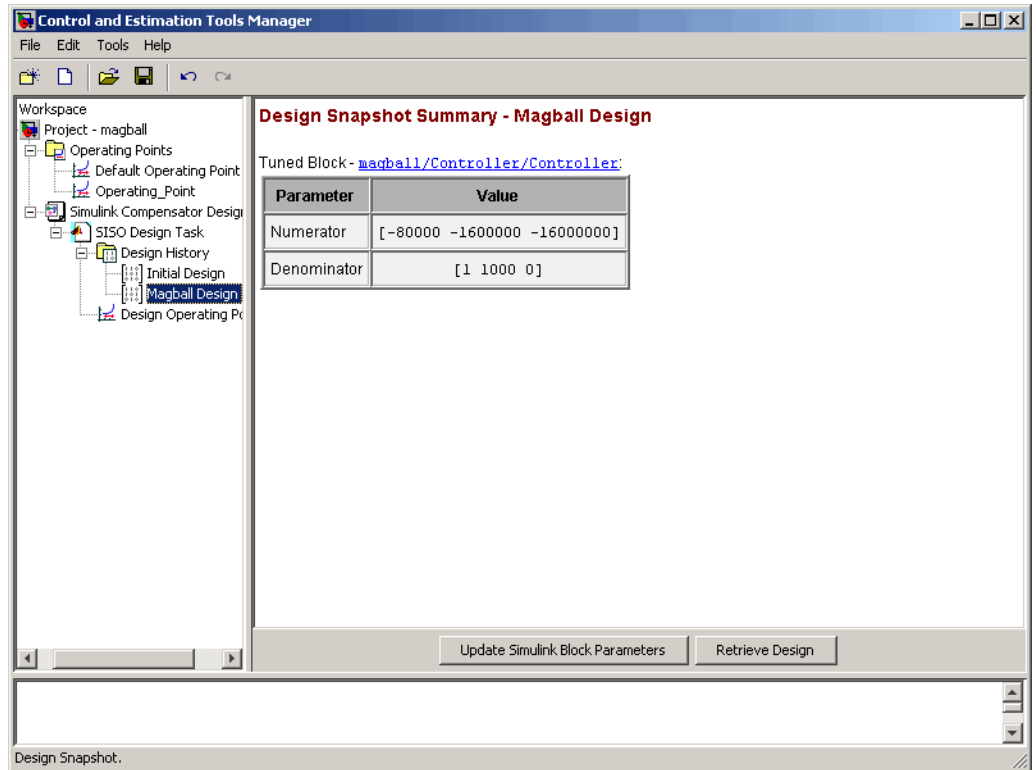 Control and Estimation Tools Manager
File Edit Tools Help
Workspace
Project - magball
Operating Points
Default Operating Point
Operating_Point
Simulink Compensator Desig
SISO Design Task
Design History
Initial Design
Magball Design
Design Operating Po
Design Snapshot Summary - Magball Design
Tuned Block - magball/Controller/Controller:
Parameter Value
Numerator [-80000 -1600000 -16000000]
Denominator [1 1000 0]
Update Simulink Block Parameters Retrieve Design
Design Snapshot.